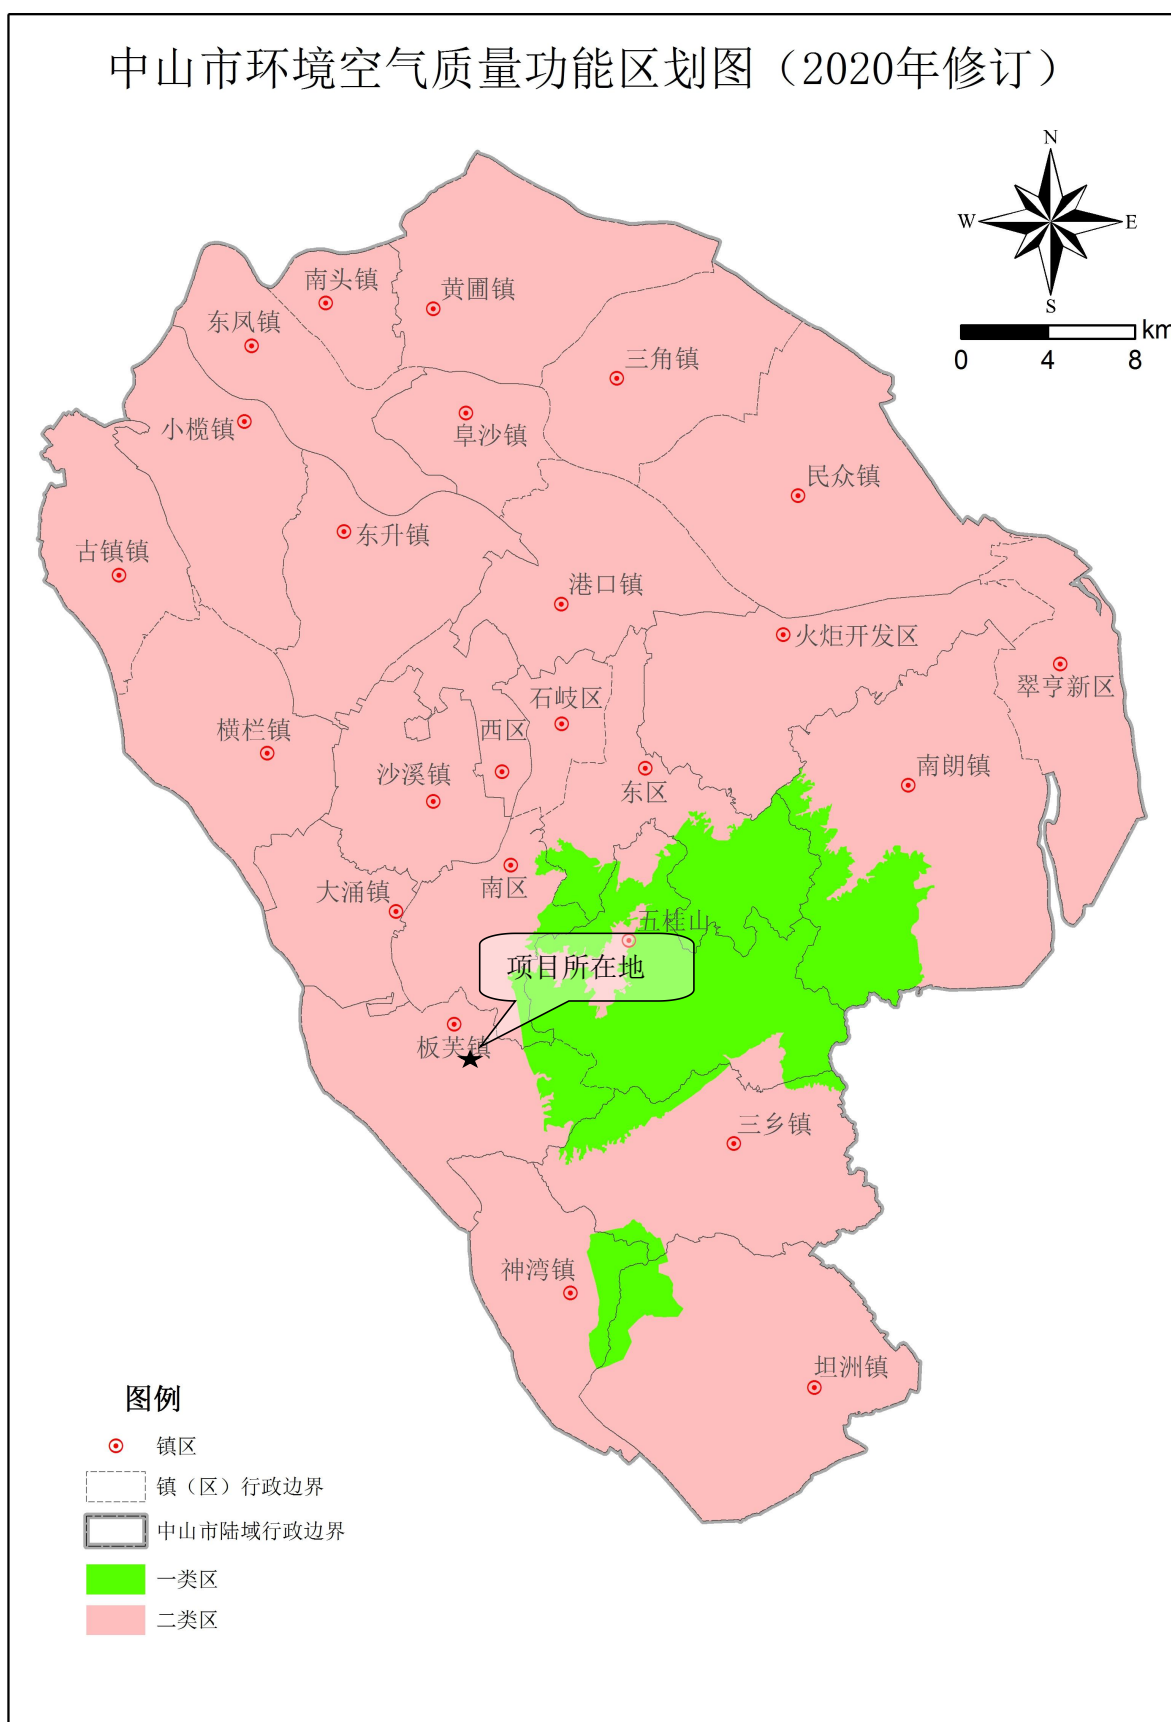 中山市环境空气质量功能区划图（2020年修订）
N
W
E
S
km
0
4
8
南头镇
黄圃镇
东凤镇
三角镇
小榄镇
阜沙镇
民众镇
东升镇
古镇镇
港口镇
火炬开发区
翠亨新区
石岐区
横栏镇
西区
沙溪镇
东区
南朗镇
南区
大涌镇
五桂山
项目所在地
板芙镇
三乡镇
神湾镇
坦洲镇
图例
镇区
镇（区）行政边界
中山市陆域行政边界
一类区
二类区